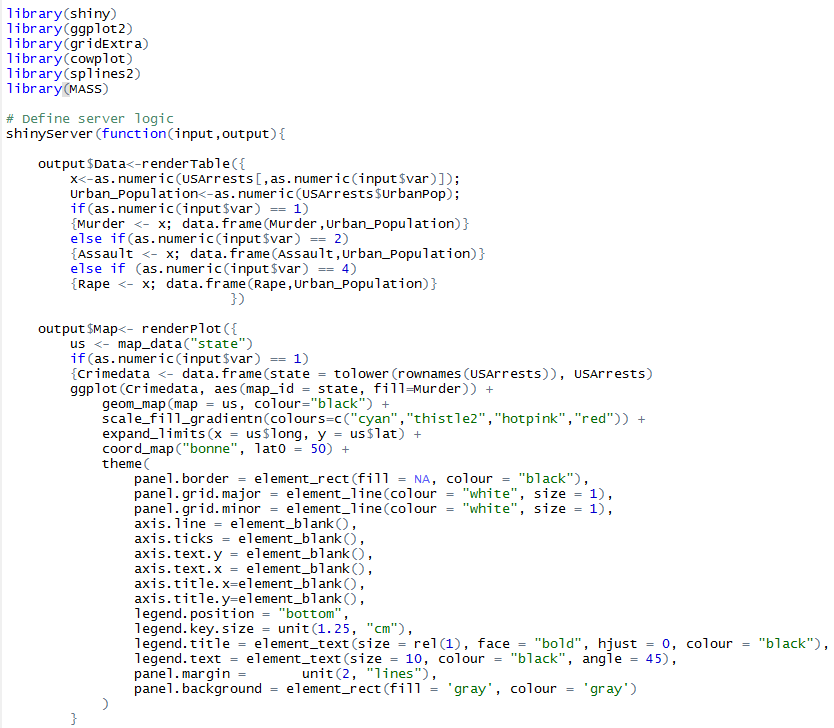 library(shiny)
library(ggplot2)
library(gridExtra)
library(cowplot)
library(splines2)
library(MASS)

# Define server logic
shinyServer(function(input,output){

    output$Data<-renderTable({
        x<-as.numeric(USArrests[,as.numeric(input$var)]);
        Urban_Population<-as.numeric(USArrests$UrbanPop);
        if(as.numeric(input$var) == 1)
        {Murder <- x; data.frame(Murder,Urban_Population)}
        else if(as.numeric(input$var) == 2)
        {Assault <- x; data.frame(Assault,Urban_Population)}
        else if (as.numeric(input$var) == 4)
        {Rape <- x; data.frame(Rape,Urban_Population)}
                            })

    output$Map<- renderPlot({
        us <- map_data("state")
        if(as.numeric(input$var) == 1)
        {Crimedata <- data.frame(state = tolower(rownames(USArrests)), USArrests)
        ggplot(Crimedata, aes(map_id = state, fill=Murder)) +
            geom_map(map = us, colour="black") +
            scale_fill_gradientn(colours=c("cyan","thistle2","hotpink","red")) +
            expand_limits(x = us$long, y = us$lat) +
            coord_map("bonne", lat0 = 50) +
            theme(
                panel.border = element_rect(fill = NA, colour = "black"),
                panel.grid.major = element_line(colour = "white", size = 1),
                panel.grid.minor = element_line(colour = "white", size = 1),
                axis.line = element_blank(),
                axis.ticks = element_blank(),
                axis.text.y = element_blank(),
                axis.text.x = element_blank(),
                axis.title.x=element_blank(),
                axis.title.y=element_blank(),
                legend.position = "bottom",
                legend.key.size = unit(1.25, "cm"),
                legend.title = element_text(size = rel(1), face = "bold", hjust = 0, colour = "black"),
                legend.text = element_text(size = 10, colour = "black", angle = 45),
                panel.margin =       unit(2, "lines"),
                panel.background = element_rect(fill = 'gray', colour = 'gray')
            )
        }